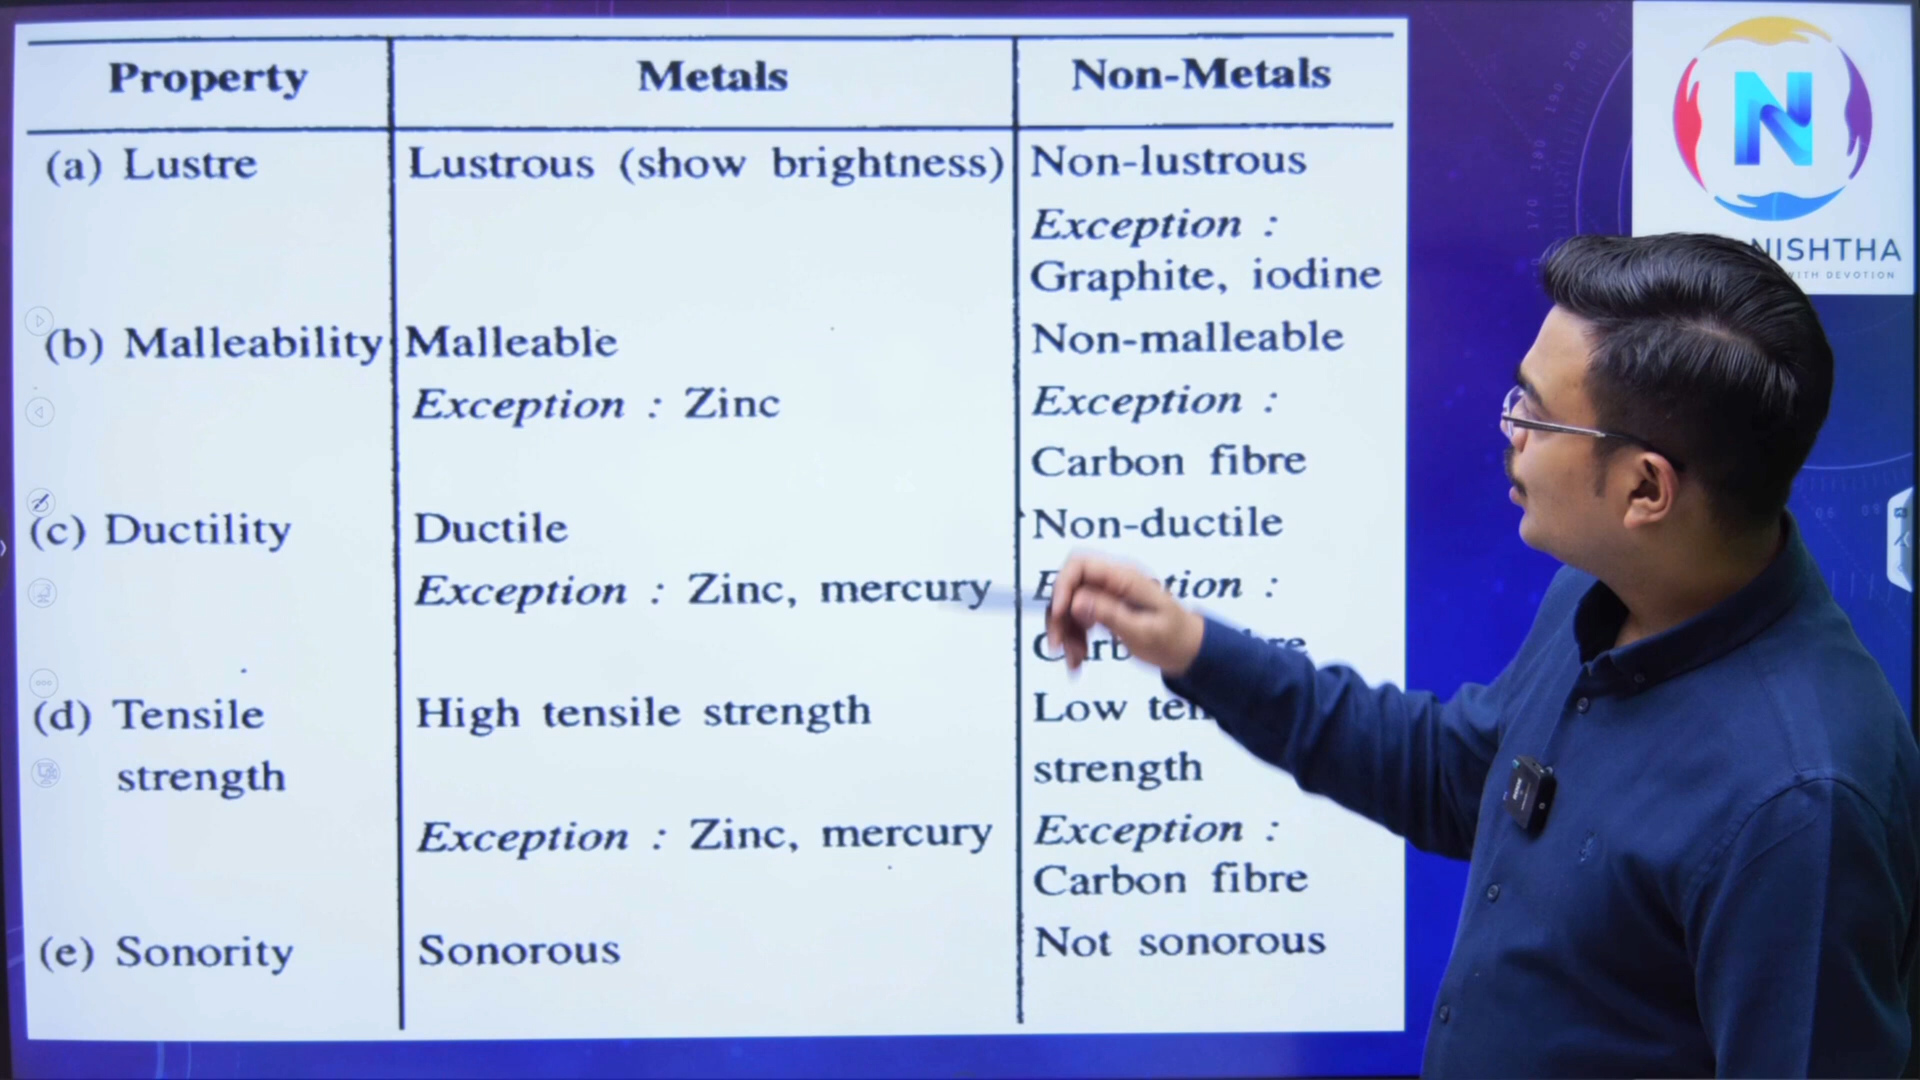 Property Metals Non-Metals
(a) Lustre Lustrous (show brightness) Non-lustrous
Exception :
Graphite, iodine
(b) Malleability Malleable Non-malleable
Exception : Zinc Exception :
Carbon fibre
(c) Ductility Ductile Non-ductile
Exception : Zinc, mercury
(d) Tensile High tensile strength Low
strength strength
Exception : Zinc, mercury Exception :
Carbon fibre
(e) Sonority Sonorous Not sonorous
N
NISHTHA
WITH DEVOTION